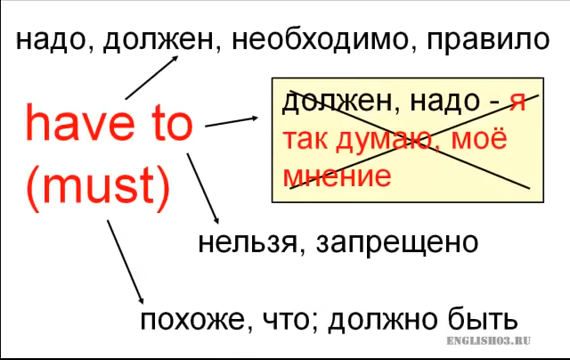 надо, должен, необходимо, правило
have to
(must)
должен, надо - я
так думаю, моё
мнение
нельзя, запрещено
похоже, что; должно быть
ENGLISH03.RU